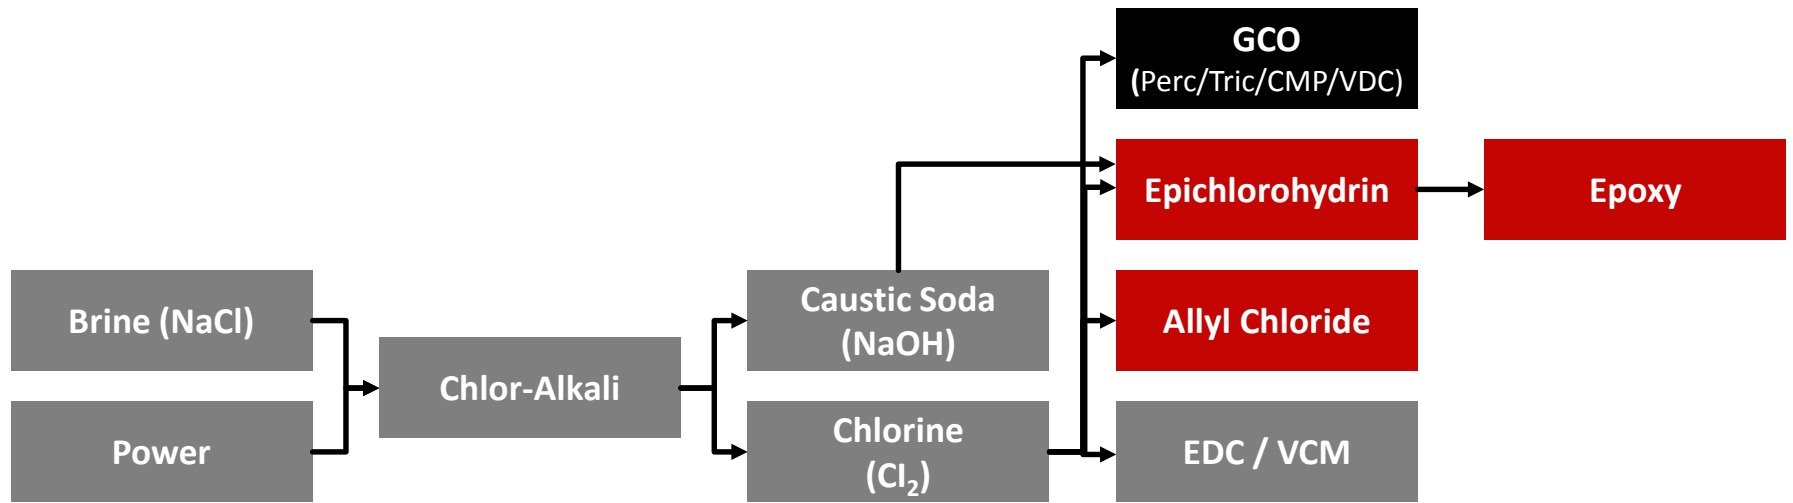 GCO
(Perc/Tric/CMP/VDC)
Epichlorohydrin
Epoxy
Brine (NaCl)
Caustic Soda
(NaOH)
Allyl Chloride
Chlor-Alkali
Power
Chlorine
(Cl₂)
EDC / VCM